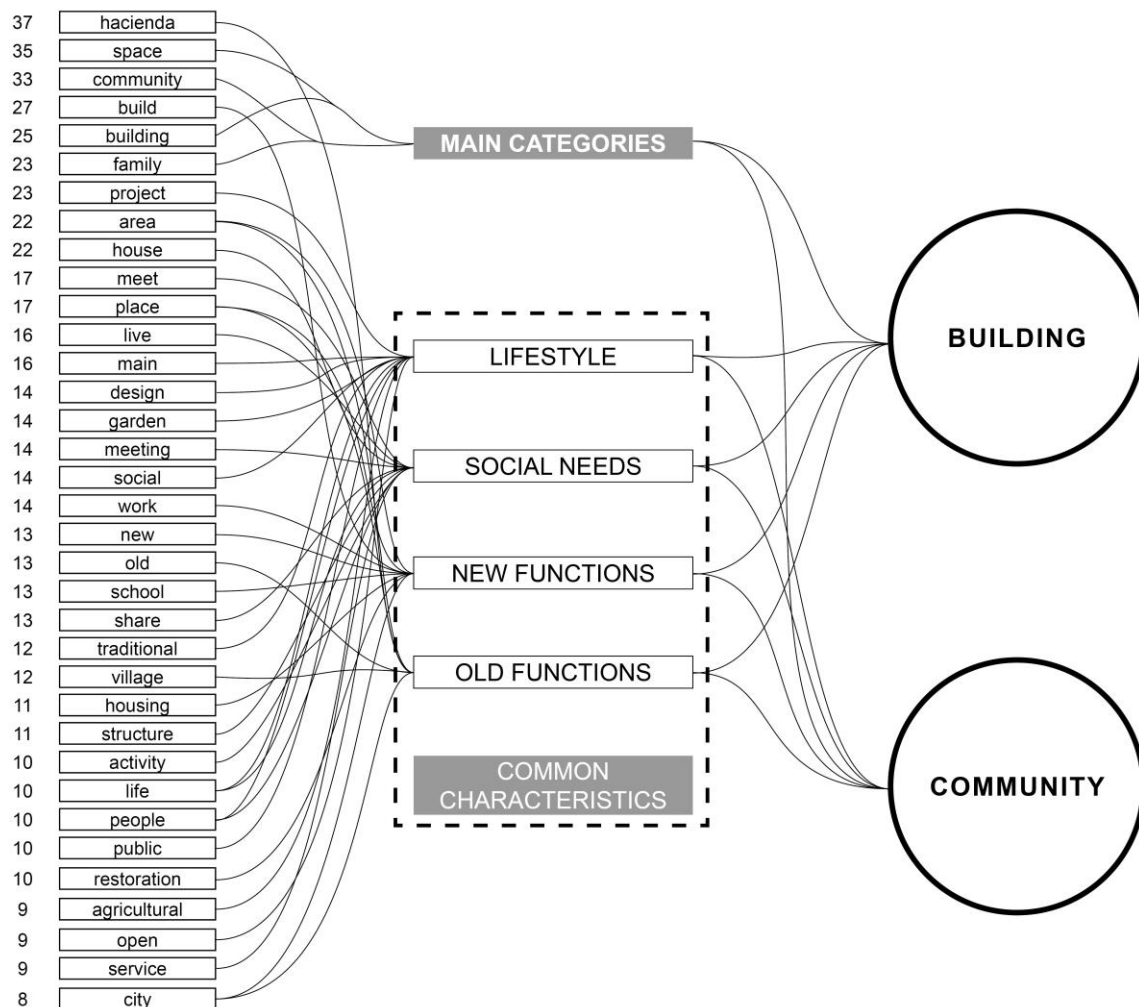 37 hacienda
35 space
33 community
27 build
25 building
23 family
23 project
22 area
22 house
17 meet
17 place
16 live
16 main
14 design
14 garden
14 meeting
14 social
14 work
13 new
13 old
13 school
13 share
12 traditional
12 village
11 housing
11 structure
10 activity
10 life
10 people
10 public
10 restoration
9 agricultural
9 open
9 service
8 city
MAIN CATEGORIES
LIFESTYLE
SOCIAL NEEDS
NEW FUNCTIONS
OLD FUNCTIONS
COMMON
CHARACTERISTICS
BUILDING
COMMUNITY